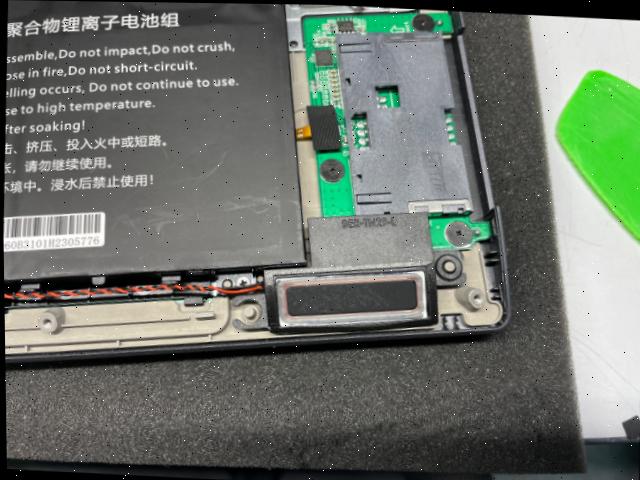 聚合物锂离子电池组
ssemble,Do not impact,Do not crush,
ose in fire,Do not short-circuit.
elling occurs, Do not continue to use.
se to high temperature.
fter soaking!
击、挤压、投入火中或短路。
请勿继续使用。
环境中。浸水后禁止使用!
60B3101H2305776